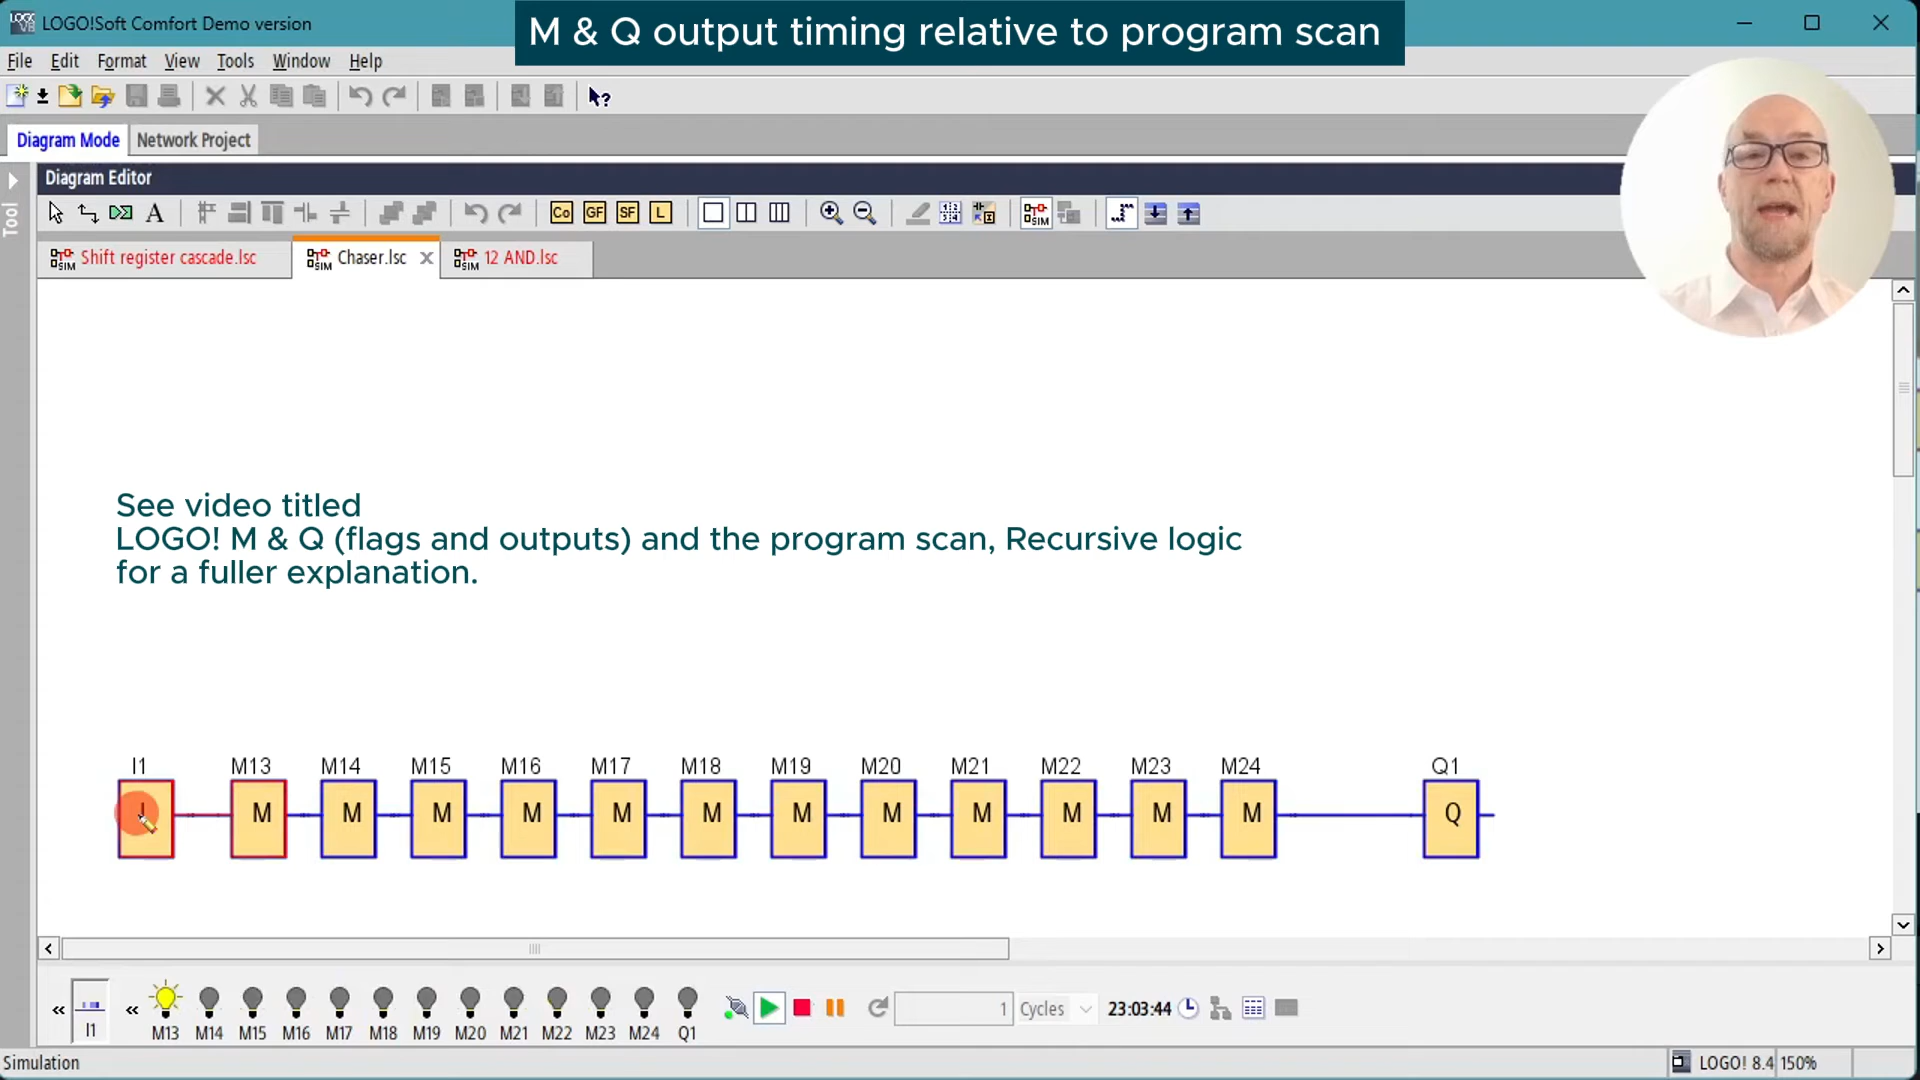 LOGO!Soft Comfort Demo version
M & Q output timing relative to program scan
File Edit Format View Tools Window Help
Diagram Mode Network Project
Tool
Diagram Editor
A Co GF SF L
Shift register cascade.lsc Chaser.lsc 12 AND.lsc
See video titled
LOGO! M & Q (flags and outputs) and the program scan, Recursive logic
for a fuller explanation.
I1 M13 M14 M15 M16 M17 M18 M19 M20 M21 M22 M23 M24 Q1
I M M M M M M M M M M M M Q
1 Cycles 23:03:44
I1 M13 M14 M15 M16 M17 M18 M19 M20 M21 M22 M23 M24 Q1
Simulation LOGO! 8.4 150%